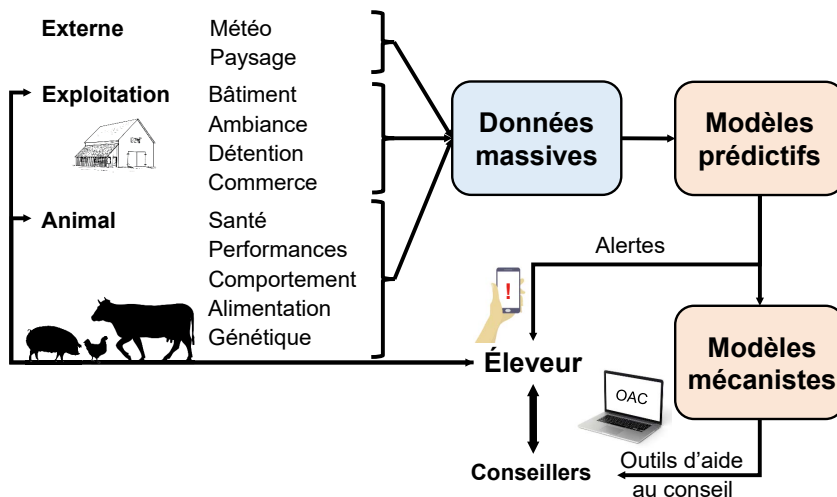 Externe
Météo
Paysage
Exploitation
Bâtiment
Ambiance
Détention
Commerce
Animal
Santé
Performances
Comportement
Alimentation
Génétique
Données
massives
Modèles
prédictifs
Alertes
!
Éleveur
Modèles
mécanistes
OAC
Conseillers
Outils d'aide
au conseil